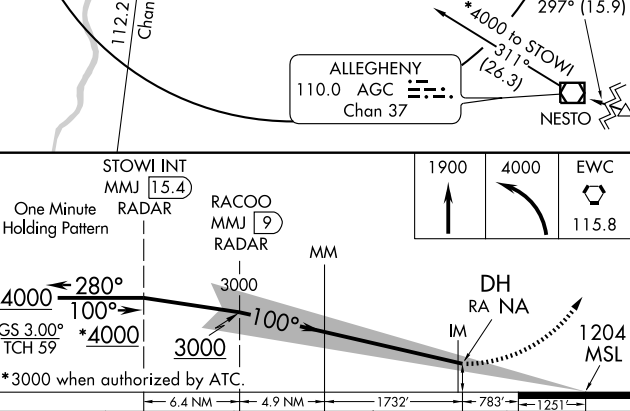 112.2
Chan
297° (15.9)
*4000 to STOWI
311°
(26.3)
ALLEGHENY
110.0 AGC
Chan 37
NESTO
STOWI INT
MMJ 15.4
RADAR
One Minute
Holding Pattern
RACOO
MMJ 9
RADAR
1900
4000
EWC
115.8
MM
3000
280°
4000
100°
*4000
GS 3.00°
TCH 59
3000
100°
DH
RA NA
IM
1204
MSL
*3000 when authorized by ATC.
6.4 NM
4.9 NM
1732'
783'
1251'